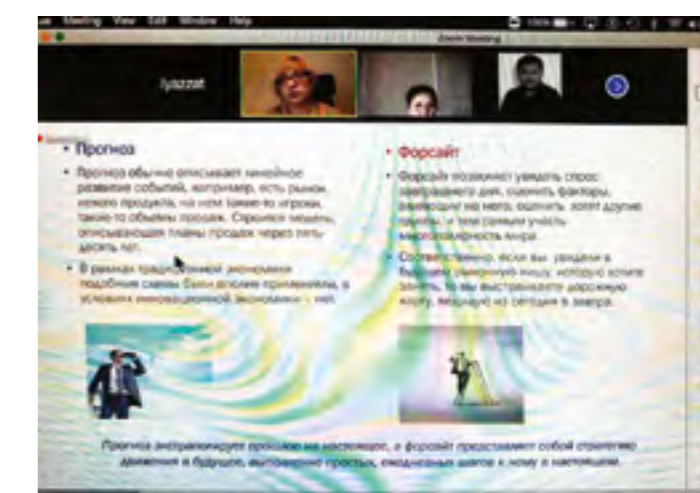 Meeting View Edit Window Help
100%
Zoom Meeting
lyazzat
• Прогноз
• Прогноз обычно описывает линейное
развитие событий, например, есть рынок
некого продукта, на нем такие-то игроки,
такие-то объемы продаж. Строится модель,
описывающая планы продаж через пять-
десять лет.
• В рамках традиционной экономики
подобные схемы были вполне применимы, в
условиях инновационной экономики – нет.
• Форсайт
• Форсайт позволяет увидеть спрос
завтрашнего дня, оценить факторы,
влияющие на него, оценить другие
и тем самым учесть
многополярность мира.
• Соответственно, если вы увидели в
будущем рыночную нишу, которую хотите
занять, то вы выстраиваете дорожную
карту, ведущую из сегодня в завтра.
Прогноз экстраполирует прошлое на настоящее, а форсайт представляет собой стратегию
движения в будущее, выполнение простых, ежедневных шагов к нему в настоящем.